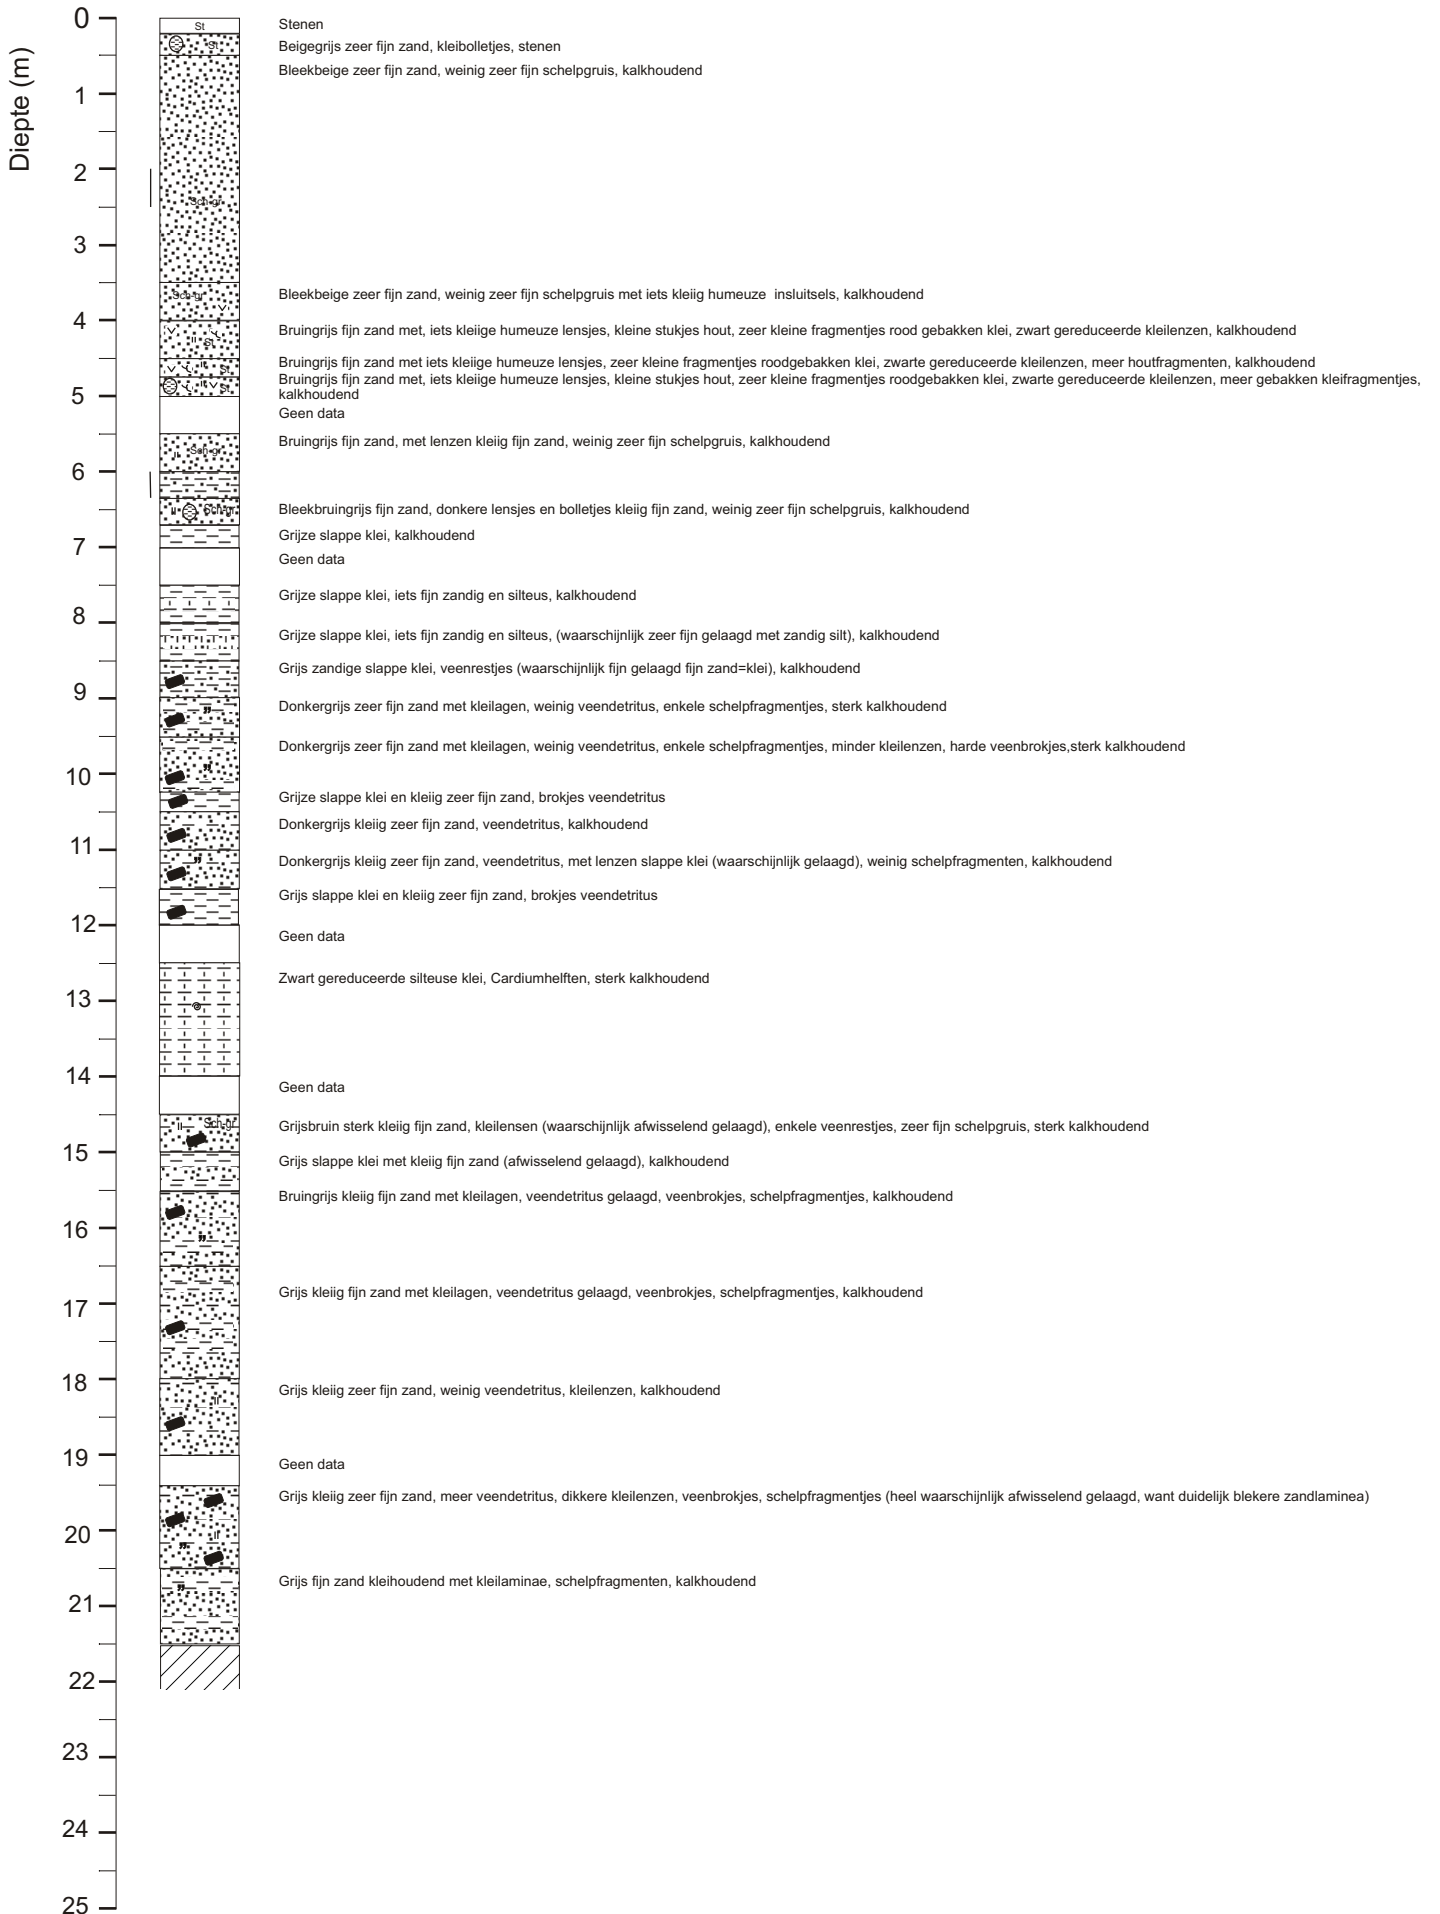 Diepte (m)
0
St
Stenen
St
Beigegrijs zeer fijn zand, kleibolletjes, stenen
Bleekbeige zeer fijn zand, weinig zeer fijn schelpgruis, kalkhoudend
1
2
Sch-gr
3
Sch-gr
Bleekbeige zeer fijn zand, weinig zeer fijn schelpgruis met iets kleiig humeuze insluitsels, kalkhoudend
4
St
Bruingrijs fijn zand met, iets kleiige humeuze lensjes, kleine stukjes hout, zeer kleine fragmentjes rood gebakken klei, zwart gereduceerde kleilenzen, kalkhoudend
St
Bruingrijs fijn zand met iets kleiige humeuze lensjes, zeer kleine fragmentjes roodgebakken klei, zwarte gereduceerde kleilenzen, meer houtfragmenten, kalkhoudend
St
Bruingrijs fijn zand met, iets kleiige humeuze lensjes, kleine stukjes hout, zeer kleine fragmentjes roodgebakken klei, zwarte gereduceerde kleilenzen, meer gebakken kleifragmentjes,
kalkhoudend
5
Geen data
Sch-gr
Bruingrijs fijn zand, met lenzen kleiig fijn zand, weinig zeer fijn schelpgruis, kalkhoudend
6
Sch-gr
Bleekbruingrijs fijn zand, donkere lensjes en bolletjes kleiig fijn zand, weinig zeer fijn schelpgruis, kalkhoudend
Grijze slappe klei, kalkhoudend
7
Geen data
Grijze slappe klei, iets fijn zandig en silteus, kalkhoudend
8
Grijze slappe klei, iets fijn zandig en silteus, (waarschijnlijk zeer fijn gelaagd met zandig silt), kalkhoudend
Grijs zandige slappe klei, veenrestjes (waarschijnlijk fijn gelaagd fijn zand=klei), kalkhoudend
9
Donkergrijs zeer fijn zand met kleilagen, weinig veendetritus, enkele schelpfragmentjes, sterk kalkhoudend
Donkergrijs zeer fijn zand met kleilagen, weinig veendetritus, enkele schelpfragmentjes, minder kleilenzen, harde veenbrokjes,sterk kalkhoudend
10
Grijze slappe klei en kleiig zeer fijn zand, brokjes veendetritus
Donkergrijs kleiig zeer fijn zand, veendetritus, kalkhoudend
11
Donkergrijs kleiig zeer fijn zand, veendetritus, met lenzen slappe klei (waarschijnlijk gelaagd), weinig schelpfragmenten, kalkhoudend
Grijs slappe klei en kleiig zeer fijn zand, brokjes veendetritus
12
Geen data
Zwart gereduceerde silteuse klei, Cardiumhelften, sterk kalkhoudend
13
14
Geen data
Sch-gr
Grijsbruin sterk kleiig fijn zand, kleilensen (waarschijnlijk afwisselend gelaagd), enkele veenrestjes, zeer fijn schelpgruis, sterk kalkhoudend
15
Grijs slappe klei met kleiig fijn zand (afwisselend gelaagd), kalkhoudend
Bruingrijs kleiig fijn zand met kleilagen, veendetritus gelaagd, veenbrokjes, schelpfragmentjes, kalkhoudend
16
Grijs kleiig fijn zand met kleilagen, veendetritus gelaagd, veenbrokjes, schelpfragmentjes, kalkhoudend
17
18
Grijs kleiig zeer fijn zand, weinig veendetritus, kleilenzen, kalkhoudend
19
Geen data
Grijs kleiig zeer fijn zand, meer veendetritus, dikkere kleilenzen, veenbrokjes, schelpfragmentjes (heel waarschijnlijk afwisselend gelaagd, want duidelijk blekere zandlaminea)
20
Grijs fijn zand kleihoudend met kleilaminae, schelpfragmenten, kalkhoudend
21
22
23
24
25